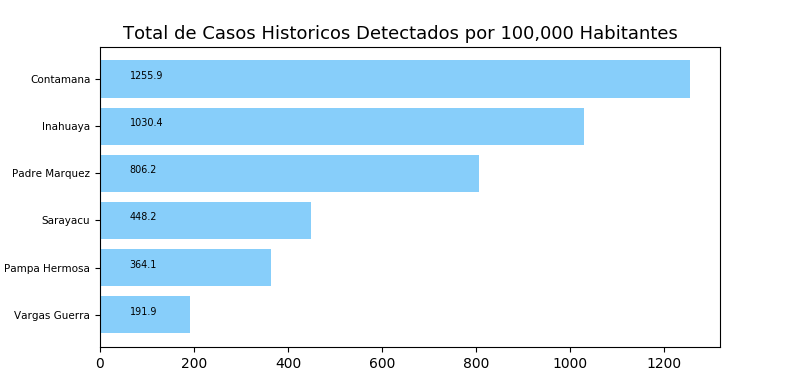 Total de Casos Historicos Detectados por 100,000 Habitantes
Contamana 1255.9
Inahuaya 1030.4
Padre Marquez 806.2
Sarayacu 448.2
Pampa Hermosa 364.1
Vargas Guerra 191.9
0 200 400 600 800 1000 1200